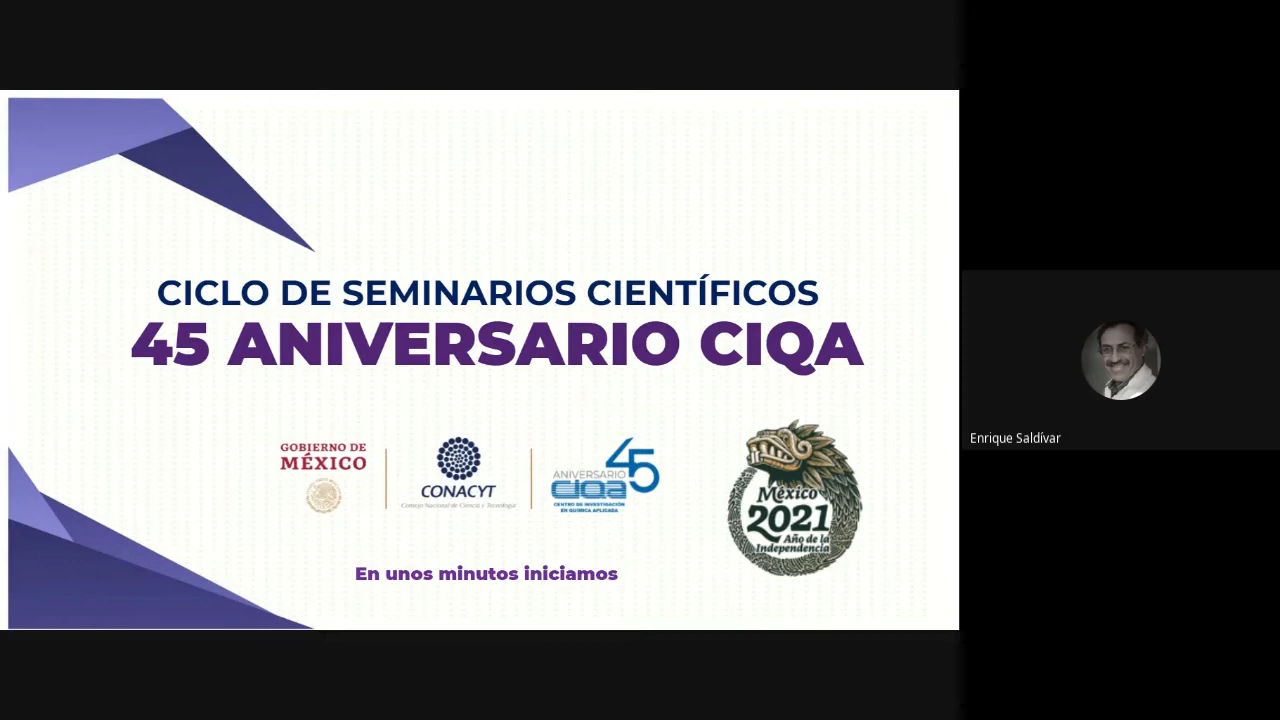 CICLO DE SEMINARIOS CIENTÍFICOS
45 ANIVERSARIO CIQA
GOBIERNO DE
MÉXICO
CONACYT
Consejo Nacional de Ciencia y Tecnología
ANIVERSARIO 45
CIQA
CENTRO DE INVESTIGACIÓN
EN QUÍMICA APLICADA
México
2021
Año de la
Independencia
En unos minutos iniciamos
Enrique Saldívar